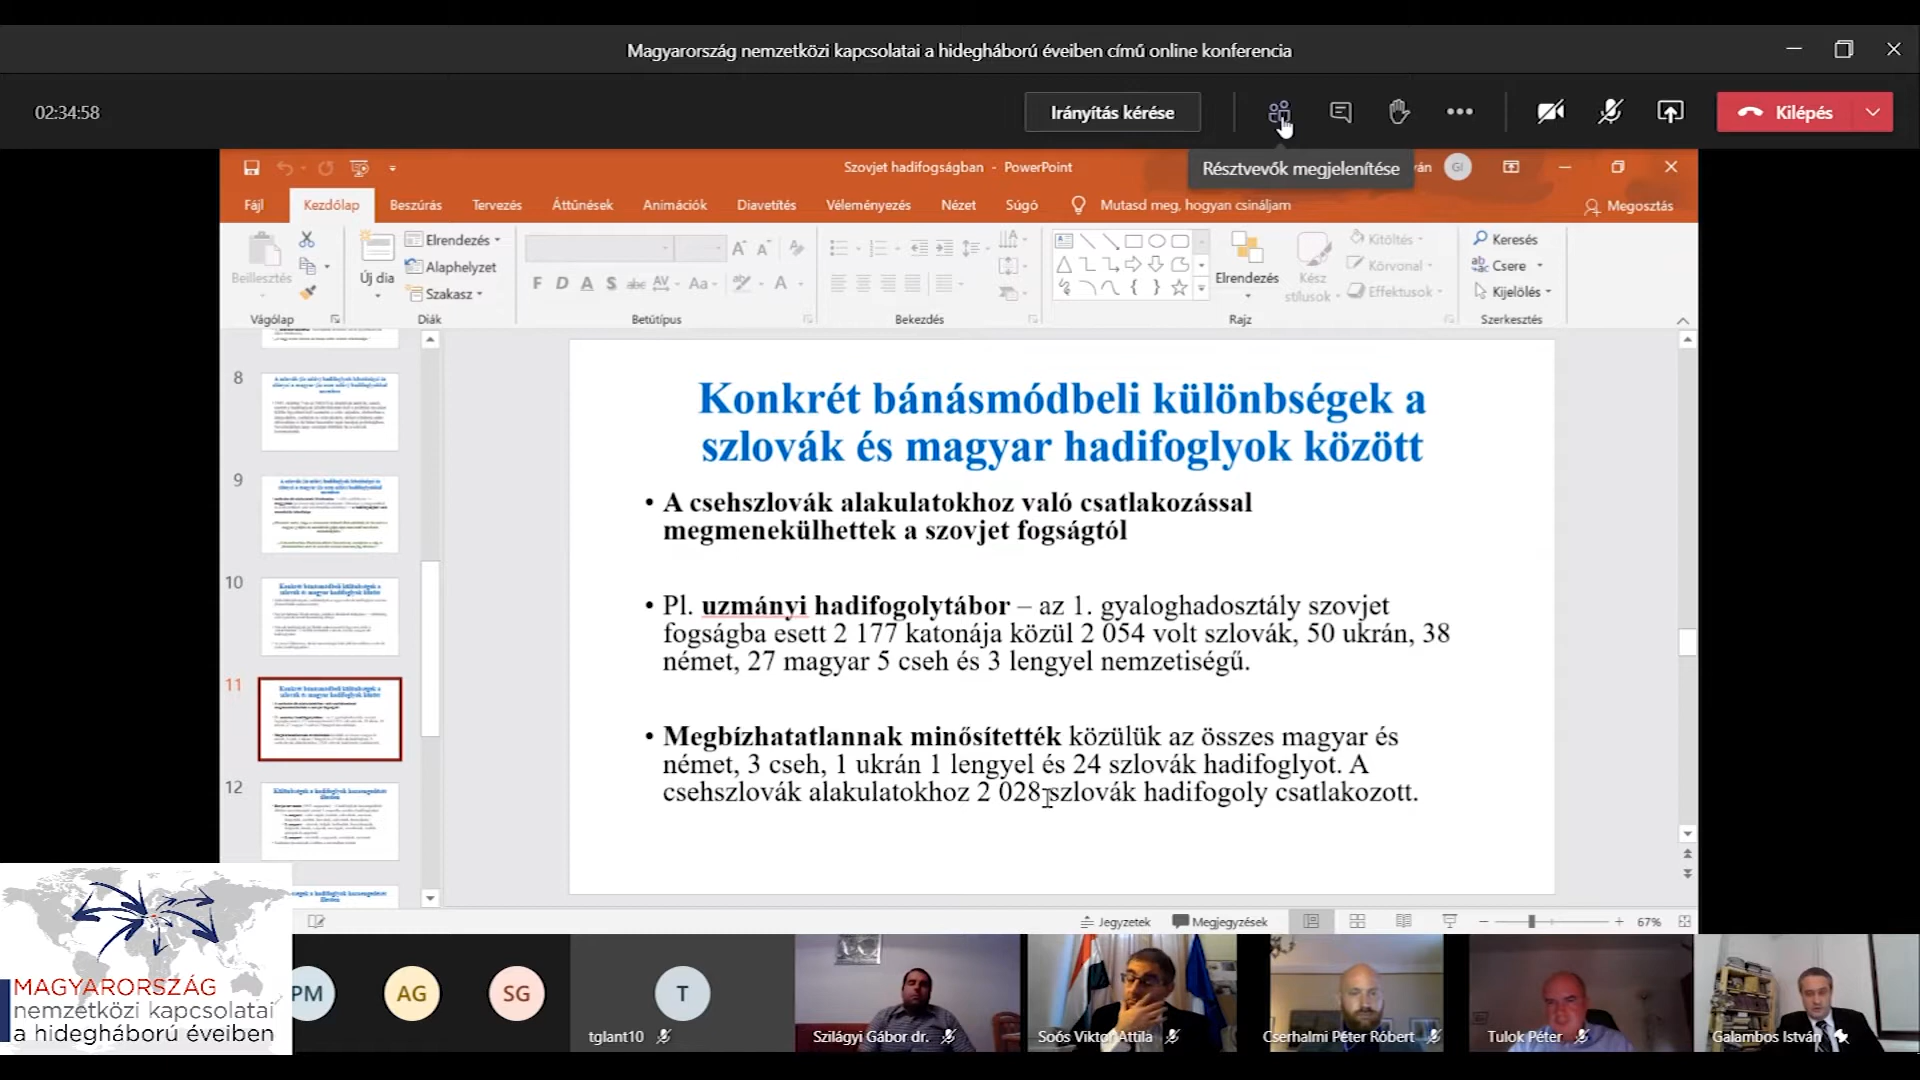 Magyarország nemzetközi kapcsolatai a hidegháború éveiben című online konferencia
02:34:58
Irányítás kérése
Kilépés
Résztvevők megjelenítése
Szovjet hadifogságban - PowerPoint
GI
Fájl
Kezdőlap
Beszúrás
Tervezés
Áttűnések
Animációk
Diavetítés
Véleményezés
Nézet
Súgó
Mutasd meg, hogyan csináljam
Megosztás
Beillesztés
Új dia
Elrendezés
Alaphelyzet
Szakasz
Elrendezés
Kész stílusok
Kitöltés
Körvonal
Effektusok
Keresés
Csere
Kijelölés
Vágólap
Diák
Betűtípus
Bekezdés
Rajz
Szerkesztés
8
9
10
11
12
Konkrét bánásmódbeli különbségek a
szlovák és magyar hadifoglyok között
• A csehszlovák alakulatokhoz való csatlakozással
megmenekülhettek a szovjet fogságtól
• Pl. uzmányi hadifogolytábor – az 1. gyaloghadosztály szovjet
fogságba esett 2 177 katonája közül 2 054 volt szlovák, 50 ukrán, 38
német, 27 magyar 5 cseh és 3 lengyel nemzetiségű.
• Megbízhatatlannak minősítették közülük az összes magyar és
német, 3 cseh, 1 ukrán 1 lengyel és 24 szlovák hadifoglyot. A
csehszlovák alakulatokhoz 2 028 szlovák hadifogoly csatlakozott.
Jegyzetek
Megjegyzések
67%
MAGYARORSZÁG
nemzetközi kapcsolatai
a hidegháború éveiben
PM
AG
SG
T
tglant10
Szilágyi Gábor dr.
Soós Viktor Attila
Cserhalmi Péter Róbert
Tulok Péter
Galambos István